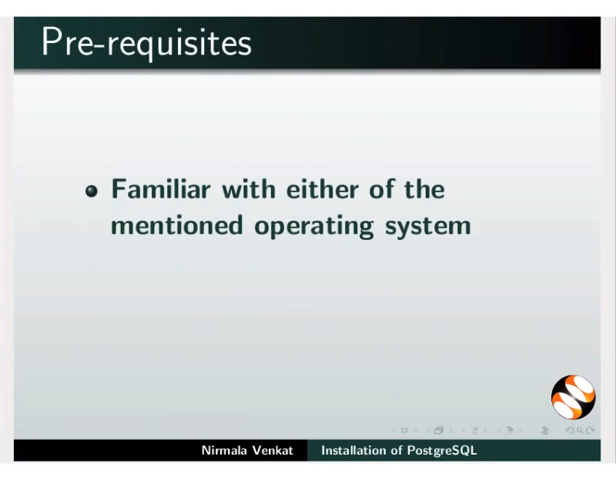 Pre-requisites
Familiar with either of the
mentioned operating system
Nirmala Venkat Installation of PostgreSQL